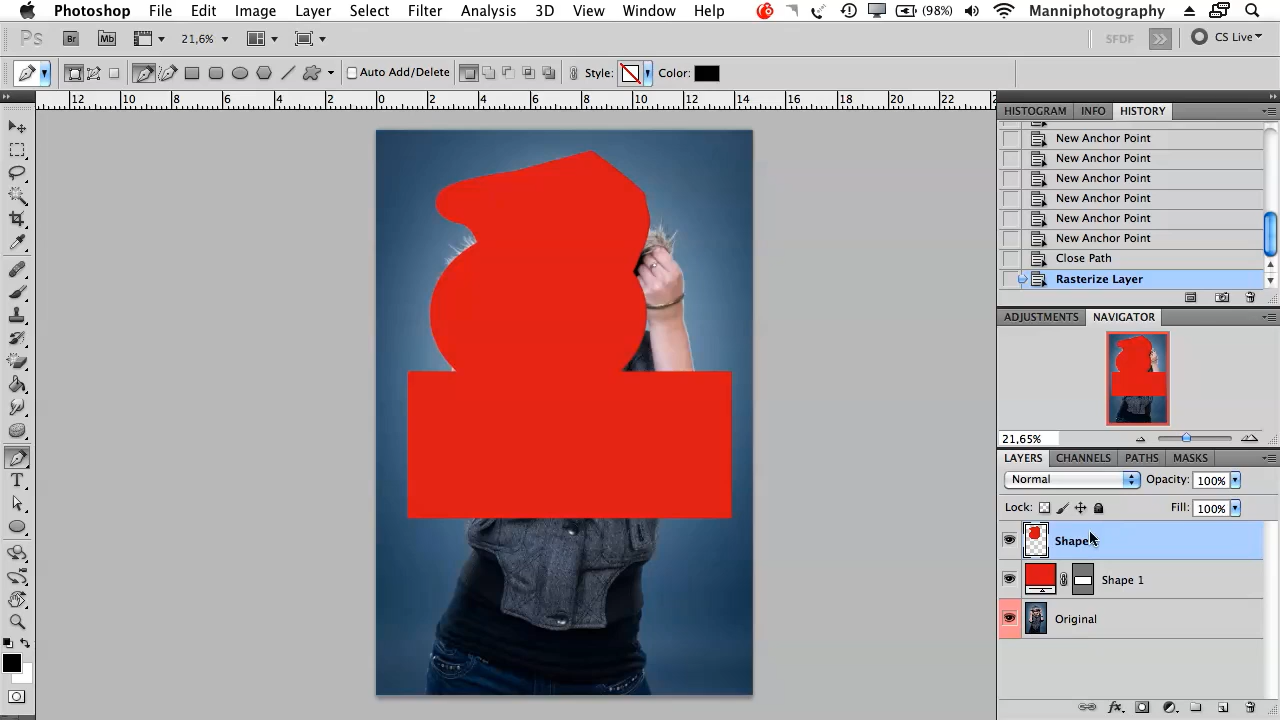 Photoshop File Edit Image Layer Select Filter Analysis 3D View Window Help (98%) Manniphotography
Ps Br Mb 21,6% SFDF CS Live
Auto Add/Delete Style: Color:
12 10 8 6 4 2 0 2 4 6 8 10 12 14 16 18 20 22
HISTOGRAM INFO HISTORY
New Anchor Point
New Anchor Point
New Anchor Point
New Anchor Point
New Anchor Point
New Anchor Point
Close Path
Rasterize Layer
ADJUSTMENTS NAVIGATOR
21,65%
LAYERS CHANNELS PATHS MASKS
Normal Opacity: 100%
Lock: Fill: 100%
Shape
Shape 1
Original